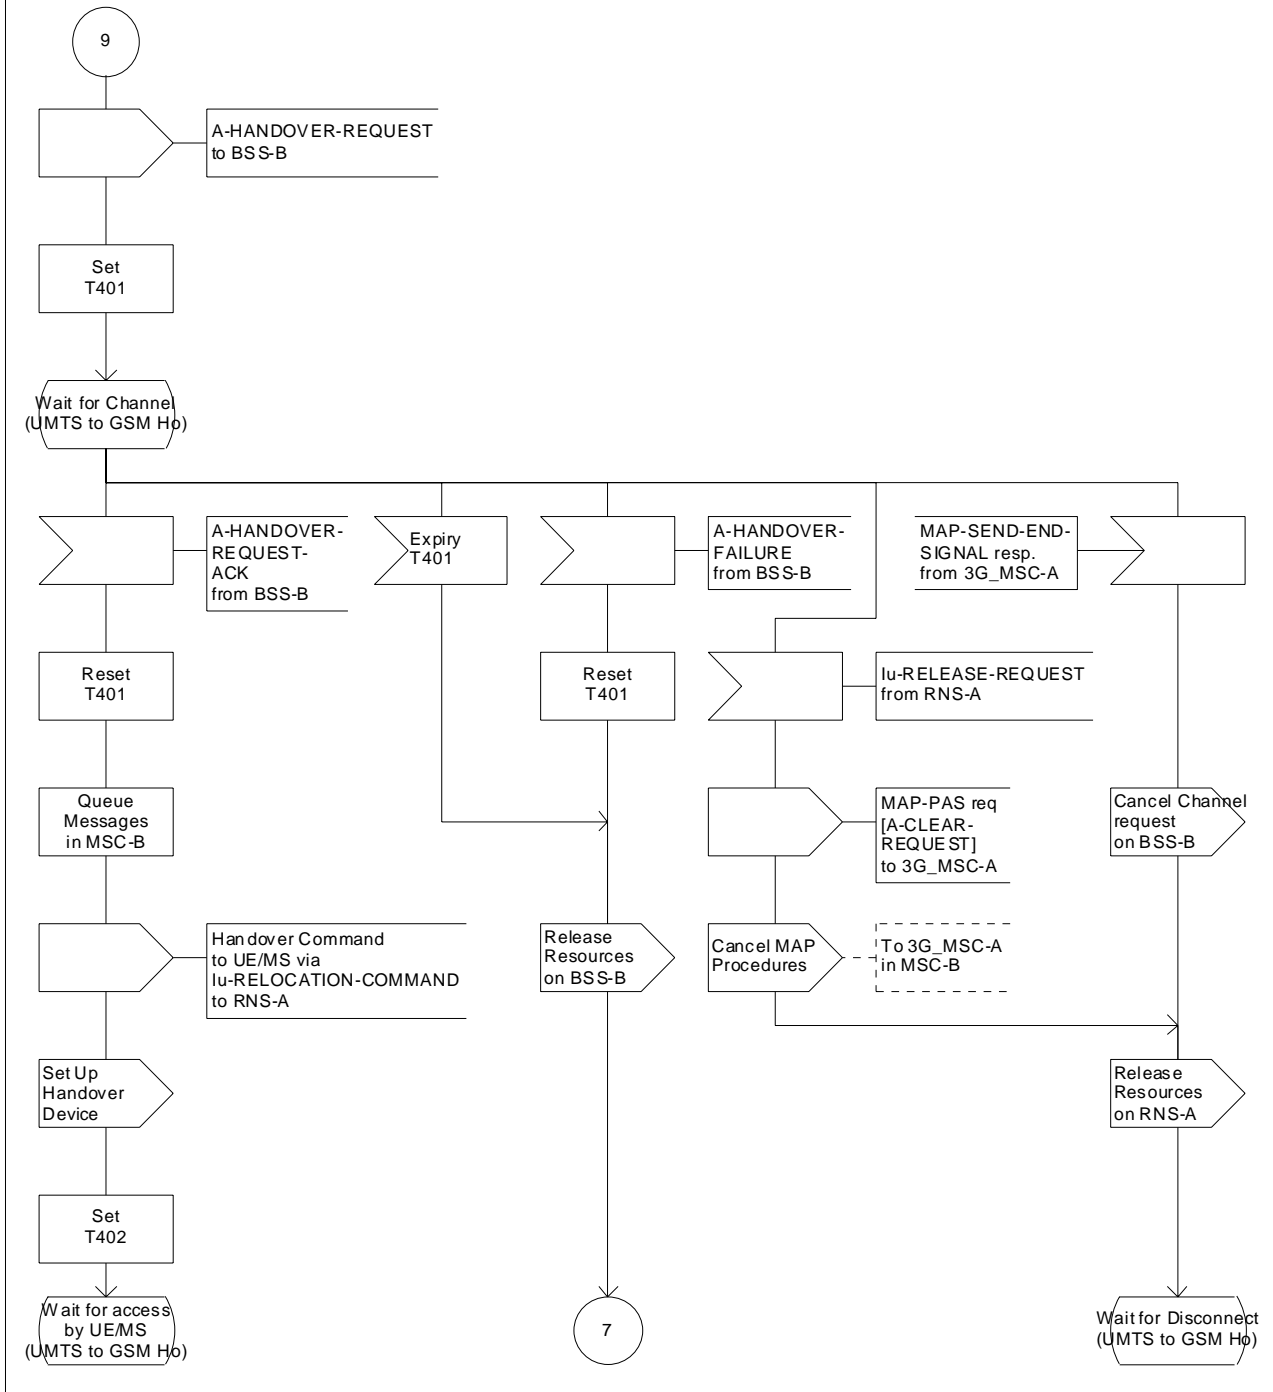 9
A-HANDOVER-REQUEST
to BSS-B
Set
T401
Wait for Channel
(UMTS to GSM Ho)
A-HANDOVER-
REQUEST-
ACK
from BSS-B
Expiry
T401
A-HANDOVER-
FAILURE
from BSS-B
MAP-SEND-END-
SIGNAL resp.
from 3G_MSC-A
Reset
T401
Reset
T401
Iu-RELEASE-REQUEST
from RNS-A
Queue
Messages
in MSC-B
MAP-PAS req
[A-CLEAR-
REQUEST]
to 3G_MSC-A
Cancel Channel
request
on BSS-B
Handover Command
to UE/MS via
Iu-RELOCATION-COMMAND
to RNS-A
Release
Resources
on BSS-B
Cancel MAP
Procedures
To 3G_MSC-A
in MSC-B
Set Up
Handover
Device
Release
Resources
on RNS-A
Set
T402
Wait for access
by UE/MS
(UMTS to GSM Ho)
7
Wait for Disconnect
(UMTS to GSM Ho)